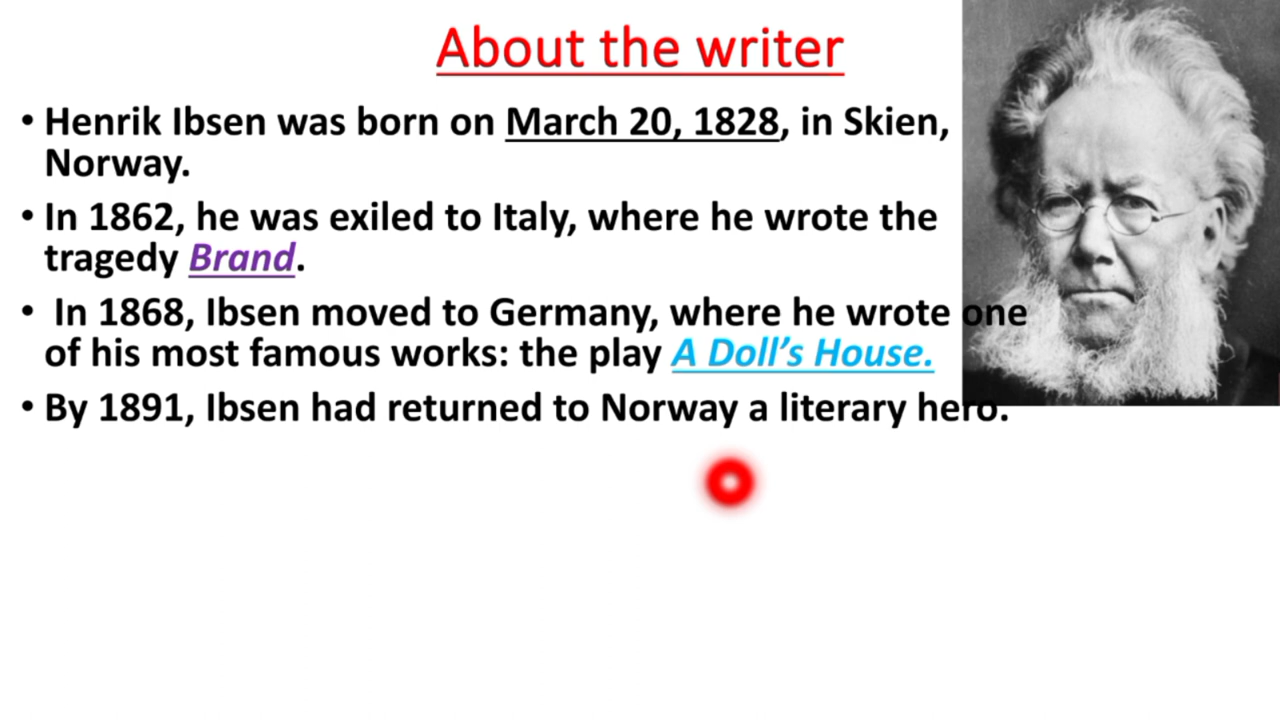 About the writer
• Henrik Ibsen was born on March 20, 1828, in Skien,
Norway.
• In 1862, he was exiled to Italy, where he wrote the
tragedy Brand.
• In 1868, Ibsen moved to Germany, where he wrote one
of his most famous works: the play A Doll’s House.
• By 1891, Ibsen had returned to Norway a literary hero.